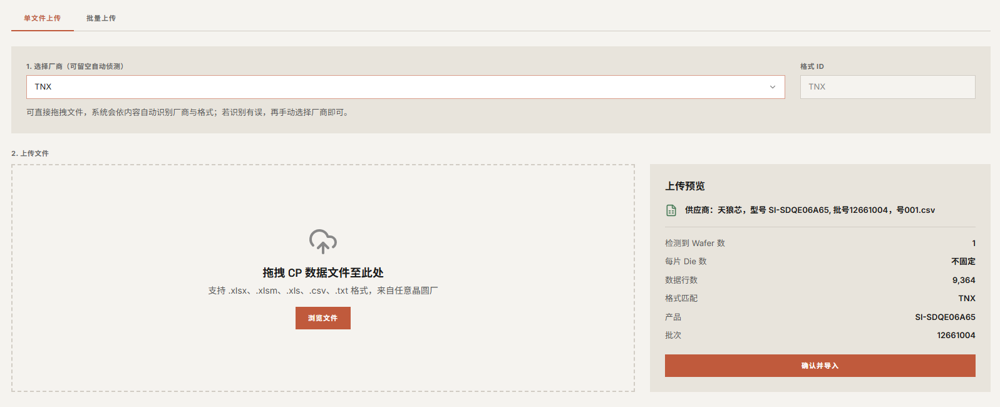 单文件上传 批量上传
1. 选择厂商（可留空自动侦测） 格式 ID
TNX TNX
可直接拖拽文件，系统会依内容自动识别厂商与格式；若识别有误，再手动选择厂商即可。
2. 上传文件
拖拽 CP 数据文件至此处
支持 .xlsx、.xlsm、.xls、.csv、.txt 格式，来自任意晶圆厂
浏览文件
上传预览
供应商：天狼芯，型号 SI-SDQE06A65, 批号12661004，号001.csv
检测到 Wafer 数 1
每片 Die 数 不固定
数据行数 9,364
格式匹配 TNX
产品 SI-SDQE06A65
批次 12661004
确认并导入